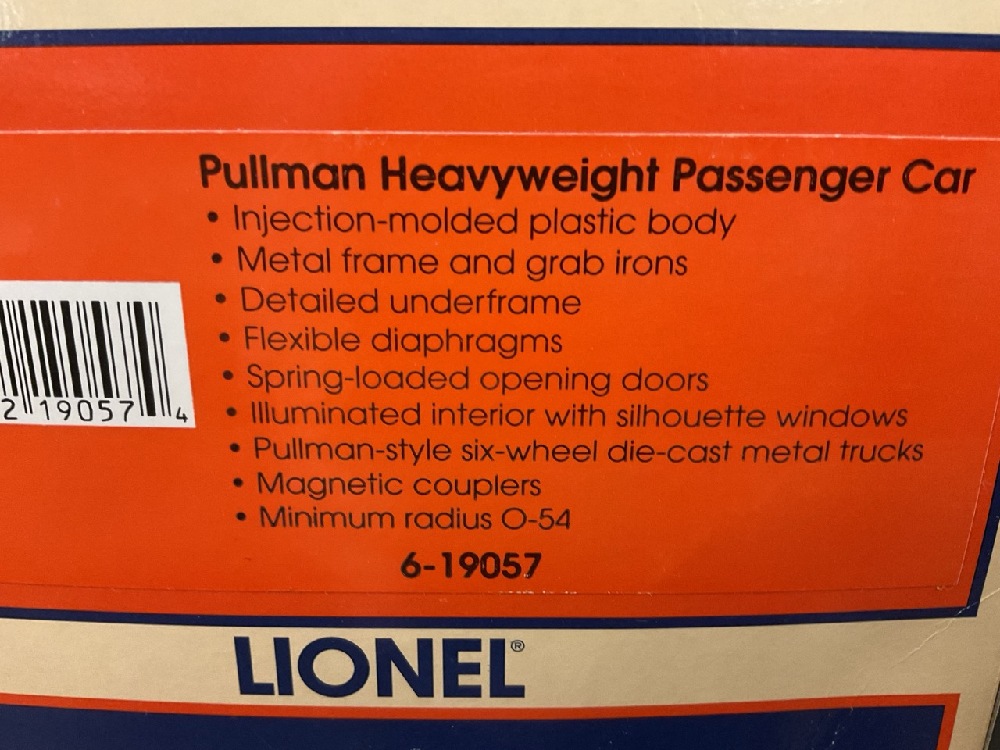 Pullman Heavyweight Passenger Car
• Injection-molded plastic body
• Metal frame and grab irons
• Detailed underframe
• Flexible diaphragms
• Spring-loaded opening doors
• Illuminated interior with silhouette windows
• Pullman-style six-wheel die-cast metal trucks
• Magnetic couplers
• Minimum radius O-54
6-19057
2 19057 4
LIONEL®